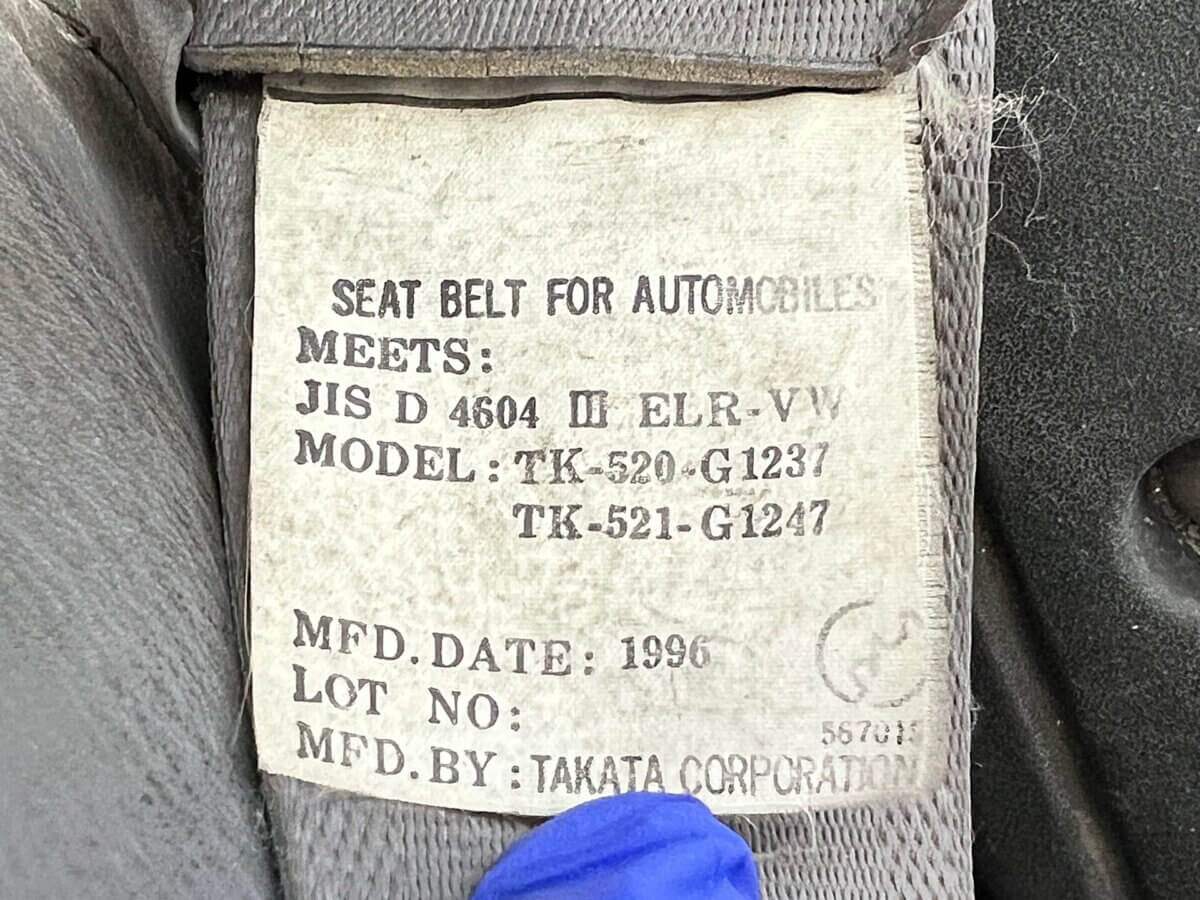 SEAT BELT FOR AUTOMOBILES
MEETS:
JIS D 4604 III ELR-VW
MODEL: TK-520-G1237
TK-521-G1247
MFD. DATE: 1996
LOT NO:
MFD. BY: TAKATA CORPORATION